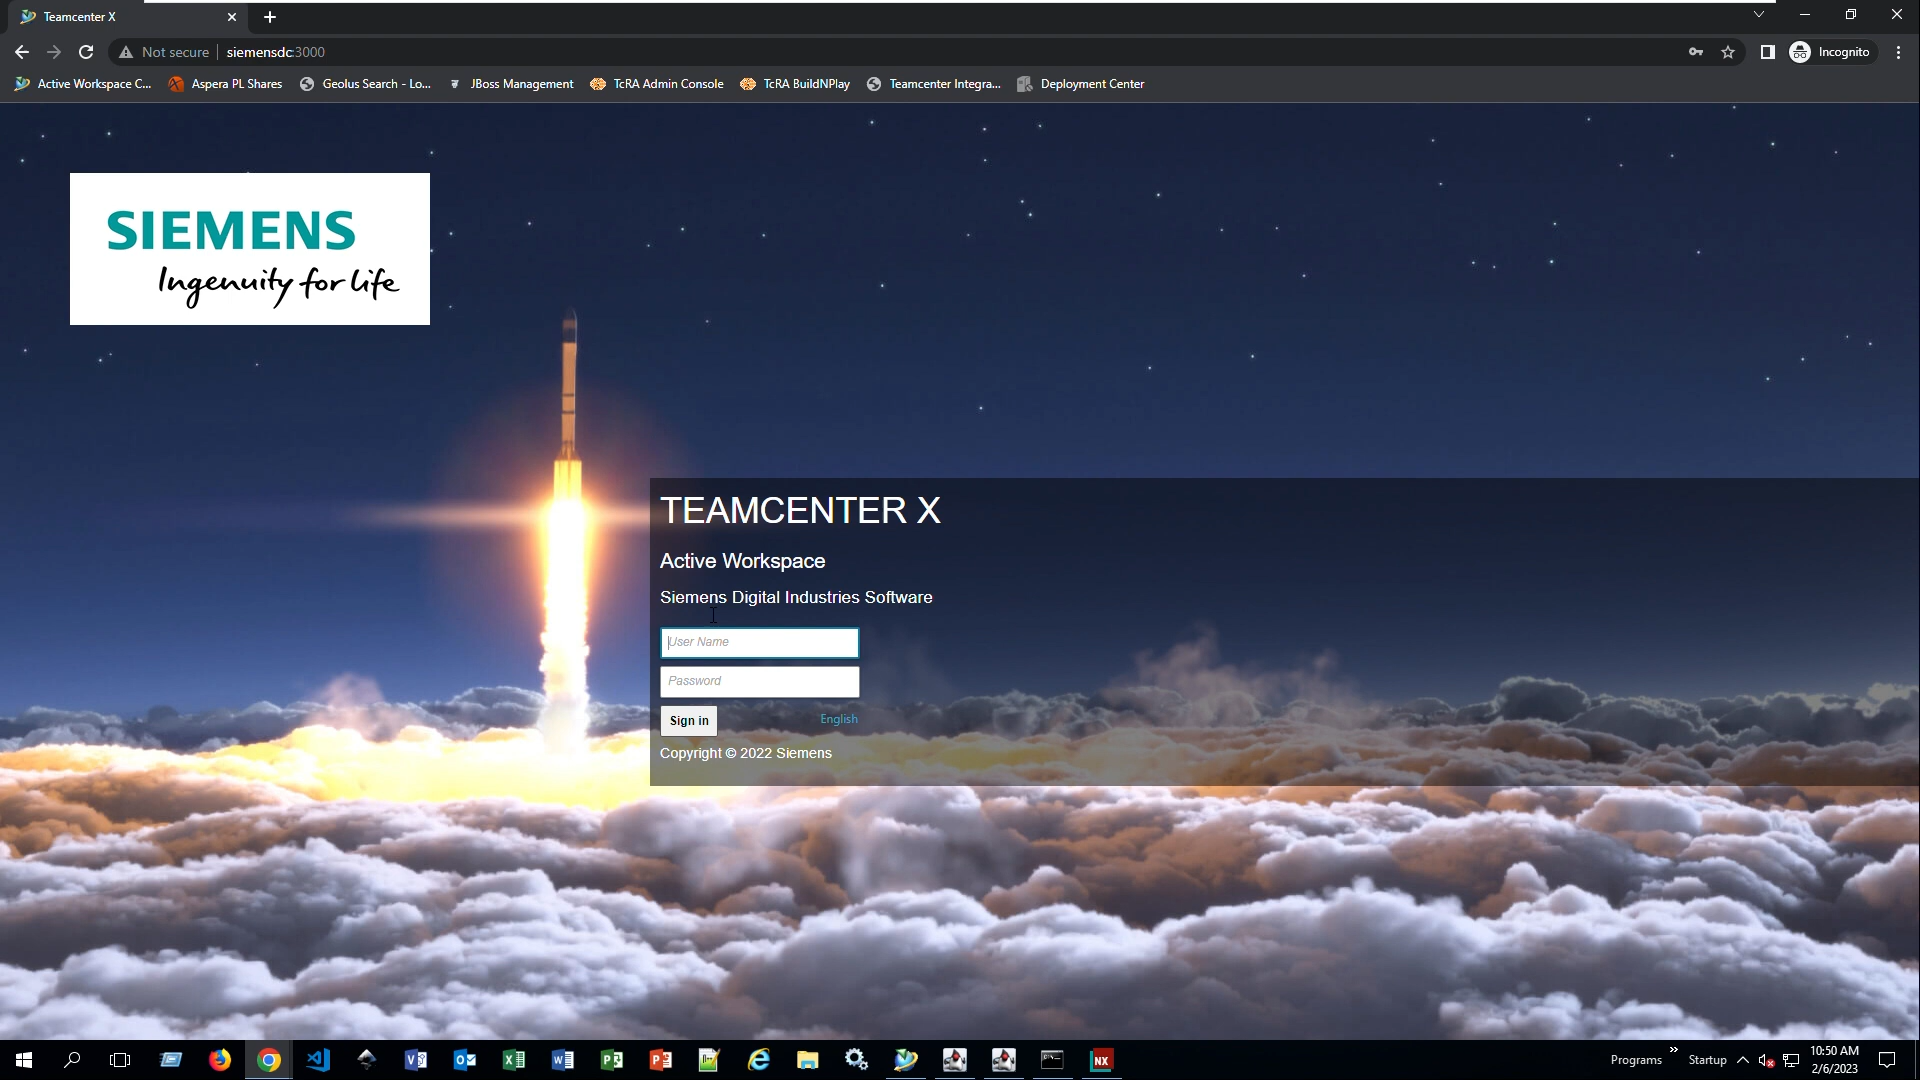 Teamcenter X
Not secure
siemensdc:3000
Incognito
Active Workspace C...
Aspera PL Shares
Geolus Search - Lo...
JBoss Management
TcRA Admin Console
TcRA BuildNPlay
Teamcenter Integra...
Deployment Center
SIEMENS
Ingenuity for life
TEAMCENTER X
Active Workspace
Siemens Digital Industries Software
User Name
Password
Sign in
English
Copyright © 2022 Siemens
NX
Programs
Startup
10:50 AM
2/6/2023